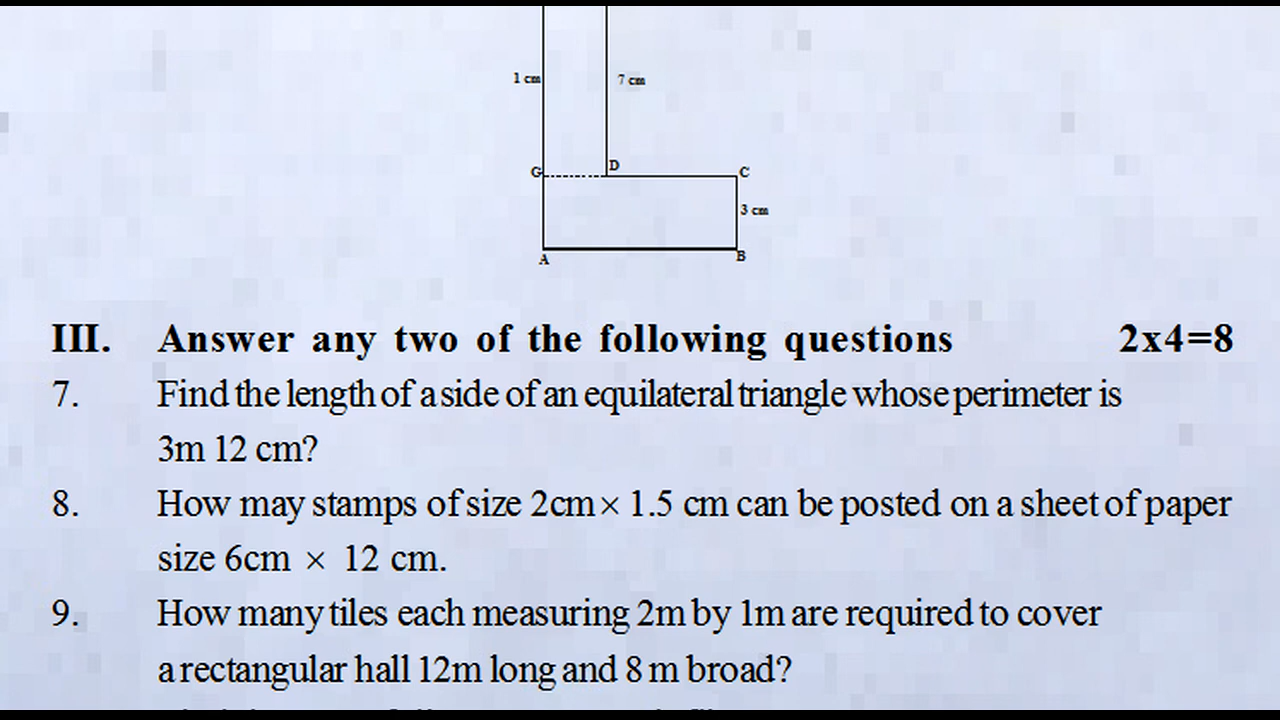 1 cm 7 cm
G D C
3 cm
A B
III. Answer any two of the following questions 2x4=8
7. Find the length of a side of an equilateral triangle whose perimeter is
3m 12 cm?
8. How may stamps of size 2cm × 1.5 cm can be posted on a sheet of paper
size 6cm × 12 cm.
9. How many tiles each measuring 2m by 1m are required to cover
a rectangular hall 12m long and 8 m broad?